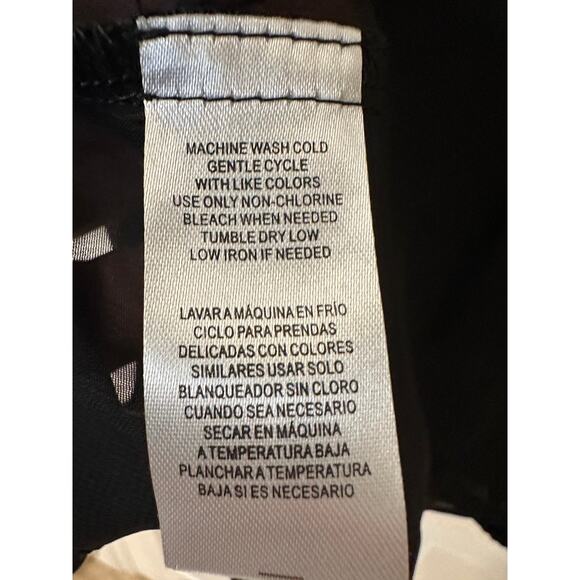 MACHINE WASH COLD
GENTLE CYCLE
WITH LIKE COLORS
USE ONLY NON-CHLORINE
BLEACH WHEN NEEDED
TUMBLE DRY LOW
LOW IRON IF NEEDED
LAVAR A MÁQUINA EN FRÍO
CICLO PARA PRENDAS
DELICADAS CON COLORES
SIMILARES USAR SOLO
BLANQUEADOR SIN CLORO
CUANDO SEA NECESARIO
SECAR EN MÁQUINA
A TEMPERATURA BAJA
PLANCHAR A TEMPERATURA
BAJA SI ES NECESARIO